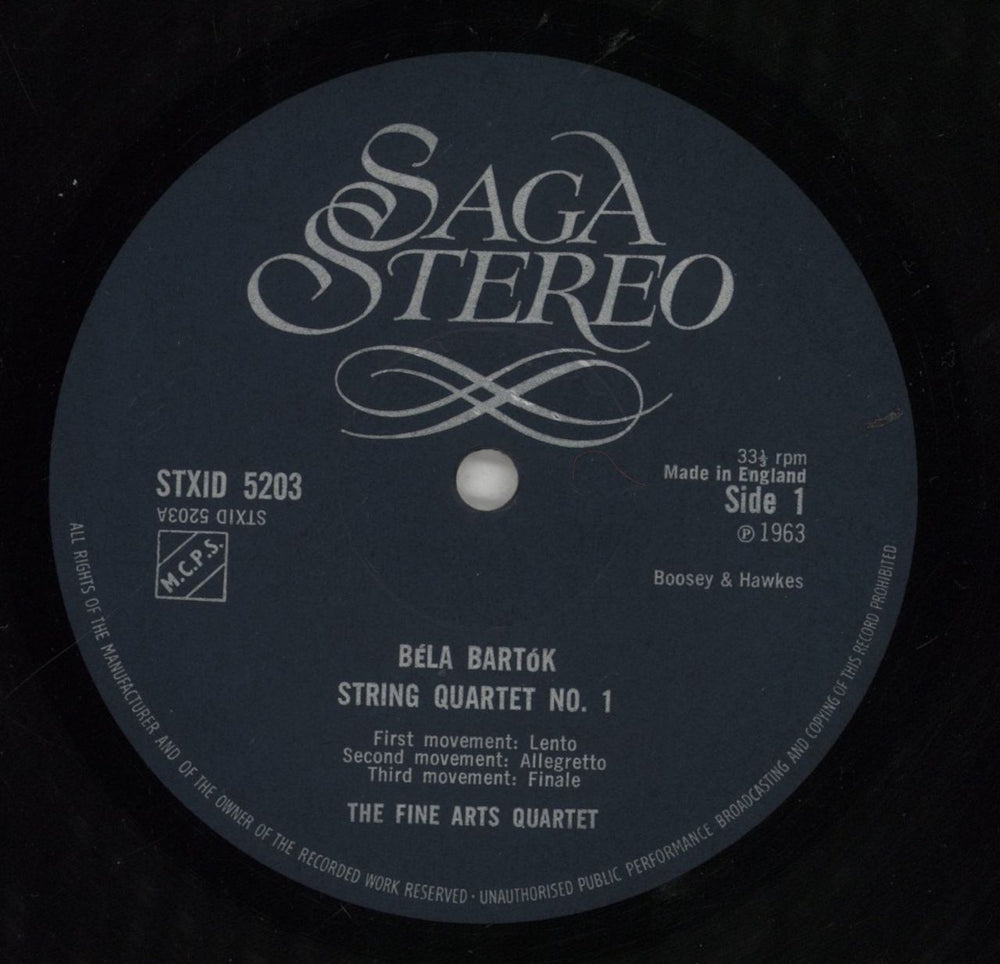 SAGA
STEREO
33⅓ rpm
Made in England
STXID 5203
Side 1
STXID 5203A
℗ 1963
M.C.P.S.
Boosey & Hawkes
BÉLA BARTóK
STRING QUARTET NO. 1
First movement: Lento
Second movement: Allegretto
Third movement: Finale
THE FINE ARTS QUARTET
ALL RIGHTS OF THE MANUFACTURER AND OF THE OWNER OF THE RECORDED WORK RESERVED · UNAUTHORISED PUBLIC PERFORMANCE BROADCASTING AND COPYING OF THIS RECORD PROHIBITED